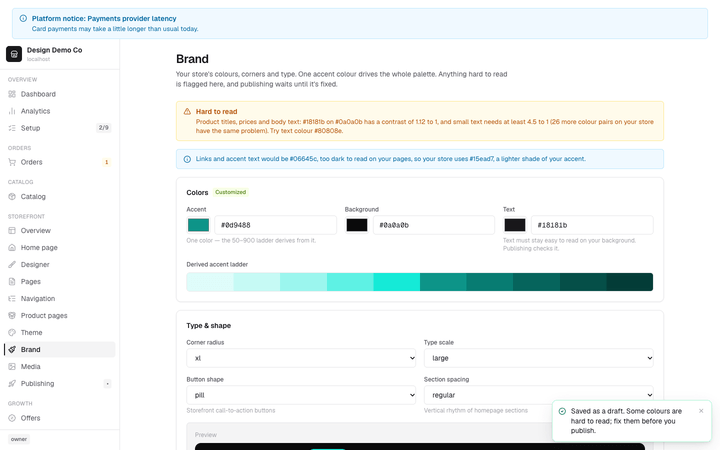 Platform notice: Payments provider latency
Card payments may take a little longer than usual today.
Design Demo Co
localhost
OVERVIEW
Dashboard
Analytics
Setup 2/9
ORDERS
Orders 1
CATALOG
Catalog
STOREFRONT
Overview
Home page
Designer
Pages
Navigation
Product pages
Theme
Brand
Media
Publishing
GROWTH
Offers
owner
Brand
Your store's colours, corners and type. One accent colour drives the whole palette. Anything hard to read
is flagged here, and publishing waits until it's fixed.
Hard to read
Product titles, prices and body text: #18181b on #0a0a0b has a contrast of 1.12 to 1, and small text needs at least 4.5 to 1 (26 more colour pairs on your store
have the same problem). Try text colour #80808e.
Links and accent text would be #06645c, too dark to read on your pages, so your store uses #15ead7, a lighter shade of your accent.
Colors Customized
Accent Background Text
#0d9488 #0a0a0b #18181b
One color — the 50–900 ladder derives from it. Text must stay easy to read on your background.
Publishing checks it.
Derived accent ladder
Type & shape
Corner radius Type scale
xl large
Button shape Section spacing
pill regular
Storefront call-to-action buttons Vertical rhythm of homepage sections
Preview
Saved as a draft. Some colours are
hard to read; fix them before you
publish.